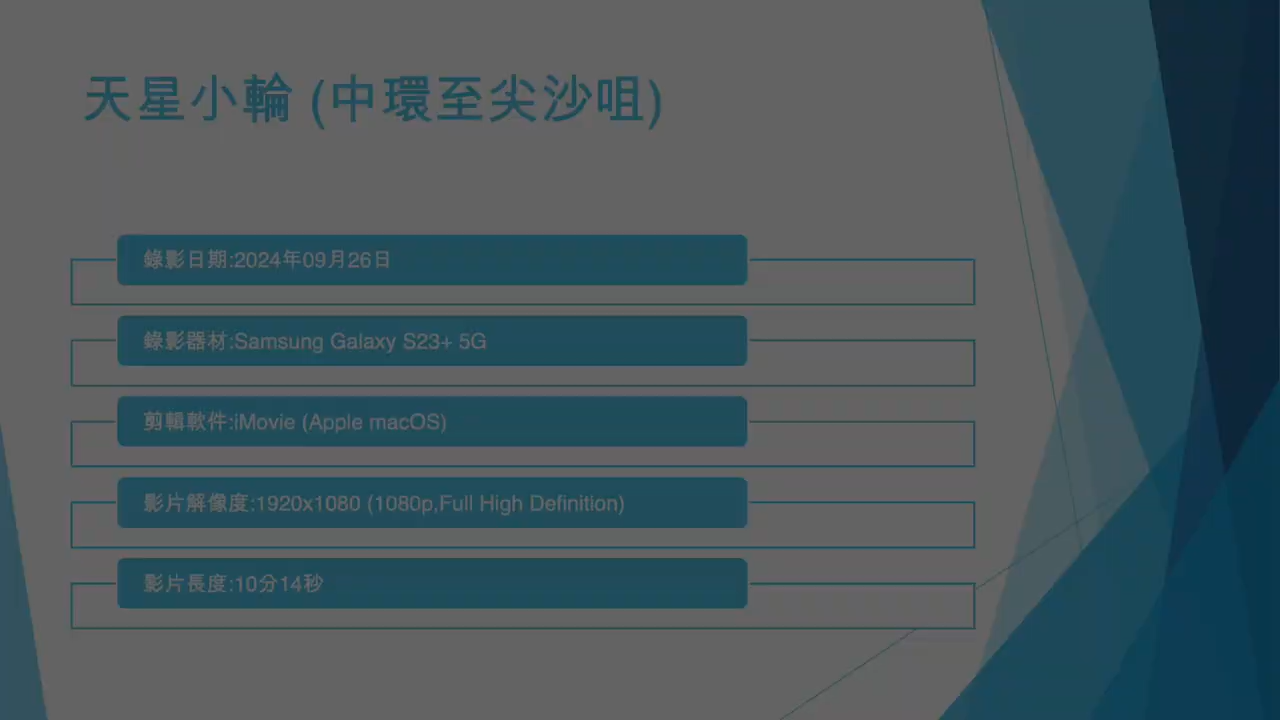 天星小輪 (中環至尖沙咀)
錄影日期:2024年09月26日
錄影器材:Samsung Galaxy S23+ 5G
剪輯軟件:iMovie (Apple macOS)
影片解像度:1920x1080 (1080p,Full High Definition)
影片長度:10分14秒